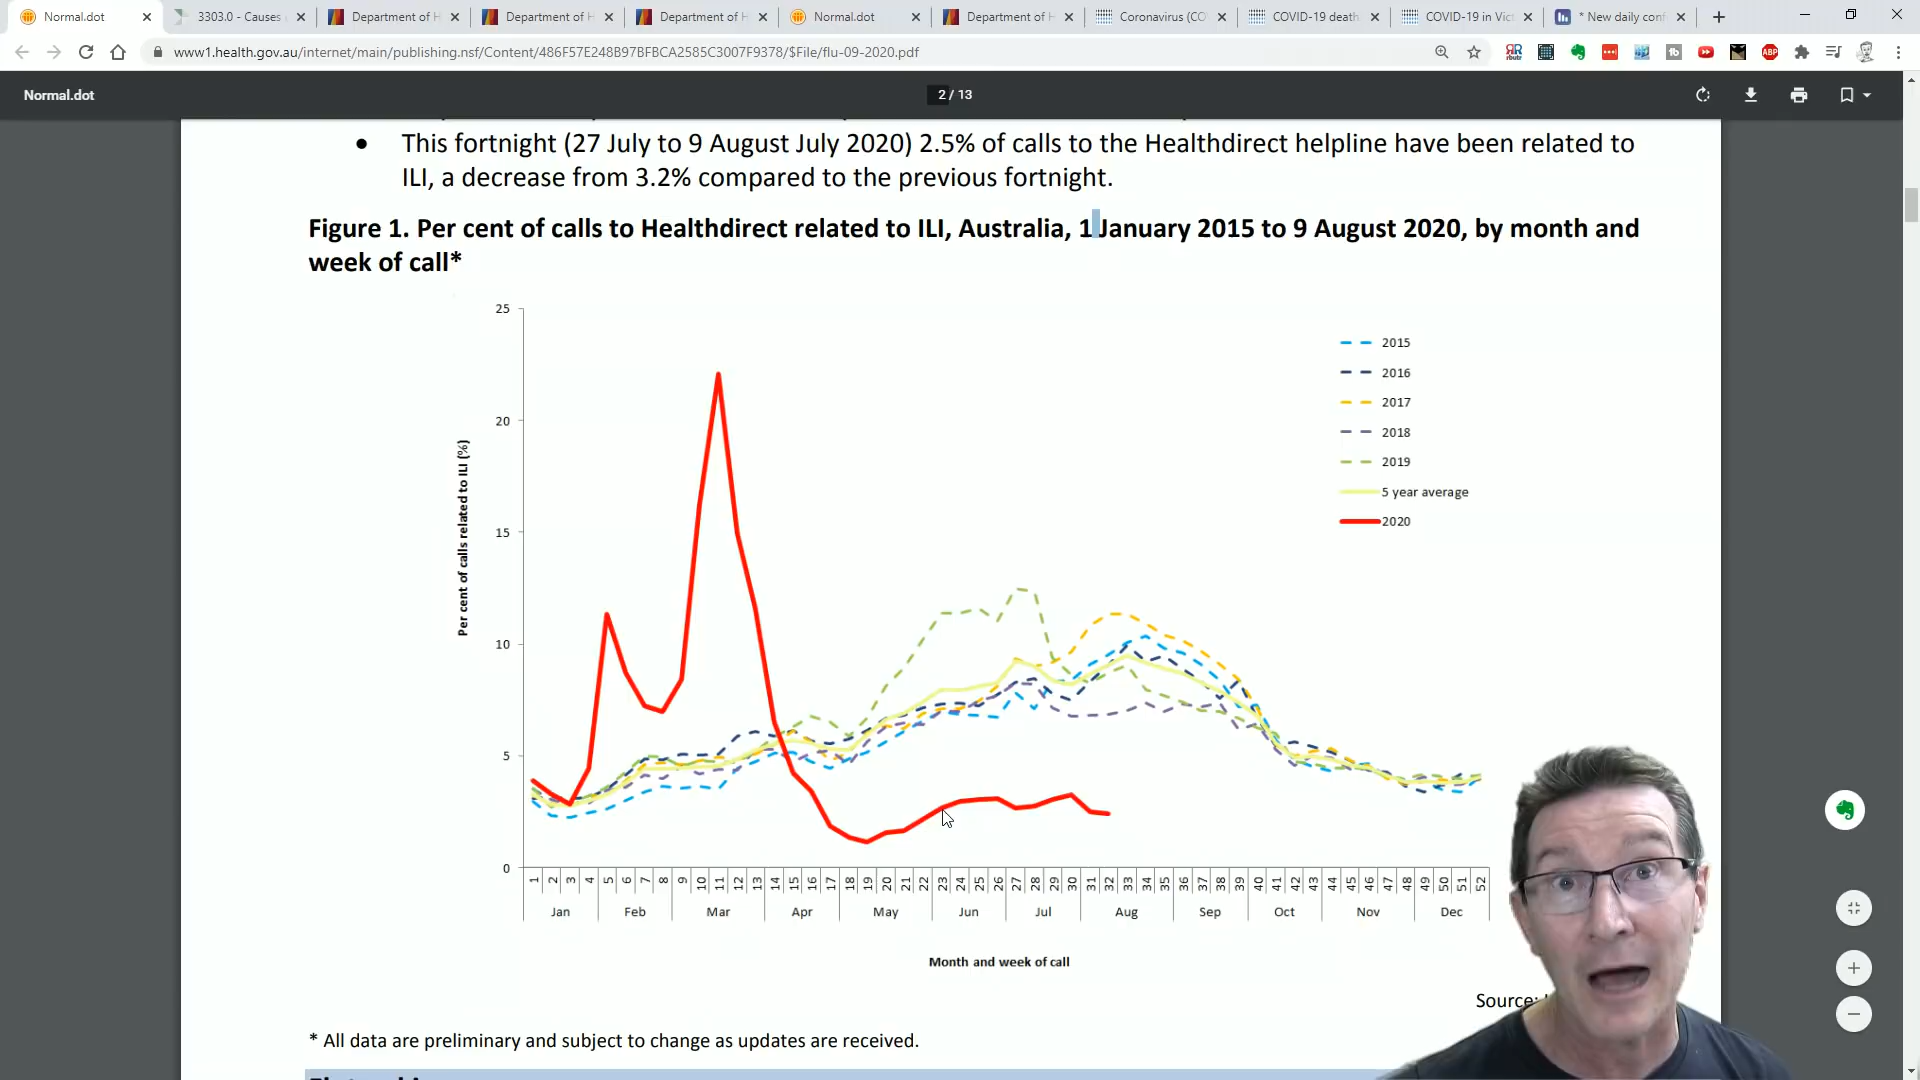 Normal.dot
3303.0 - Causes
Department of H
Department of H
Department of H
Normal.dot
Department of H
Coronavirus (CO
COVID-19 death
COVID-19 in Vic
* New daily conf
www1.health.gov.au/internet/main/publishing.nsf/Content/486F57E248B97BFBCA2585C3007F9378/$File/flu-09-2020.pdf
Normal.dot
2 / 13
• This fortnight (27 July to 9 August July 2020) 2.5% of calls to the Healthdirect helpline have been related to
ILI, a decrease from 3.2% compared to the previous fortnight.
Figure 1. Per cent of calls to Healthdirect related to ILI, Australia, 1 January 2015 to 9 August 2020, by month and
week of call*
Per cent of calls related to ILI (%)
25
20
15
10
5
0
2015
2016
2017
2018
2019
5 year average
2020
1 2 3 4 5 6 7 8 9 10 11 12 13 14 15 16 17 18 19 20 21 22 23 24 25 26 27 28 29 30 31 32 33 34 35 36 37 38 39 40 41 42 43 44 45 46 47 48 49 50 51 52
Jan Feb Mar Apr May Jun Jul Aug Sep Oct Nov Dec
Month and week of call
Source:
* All data are preliminary and subject to change as updates are received.
ABP